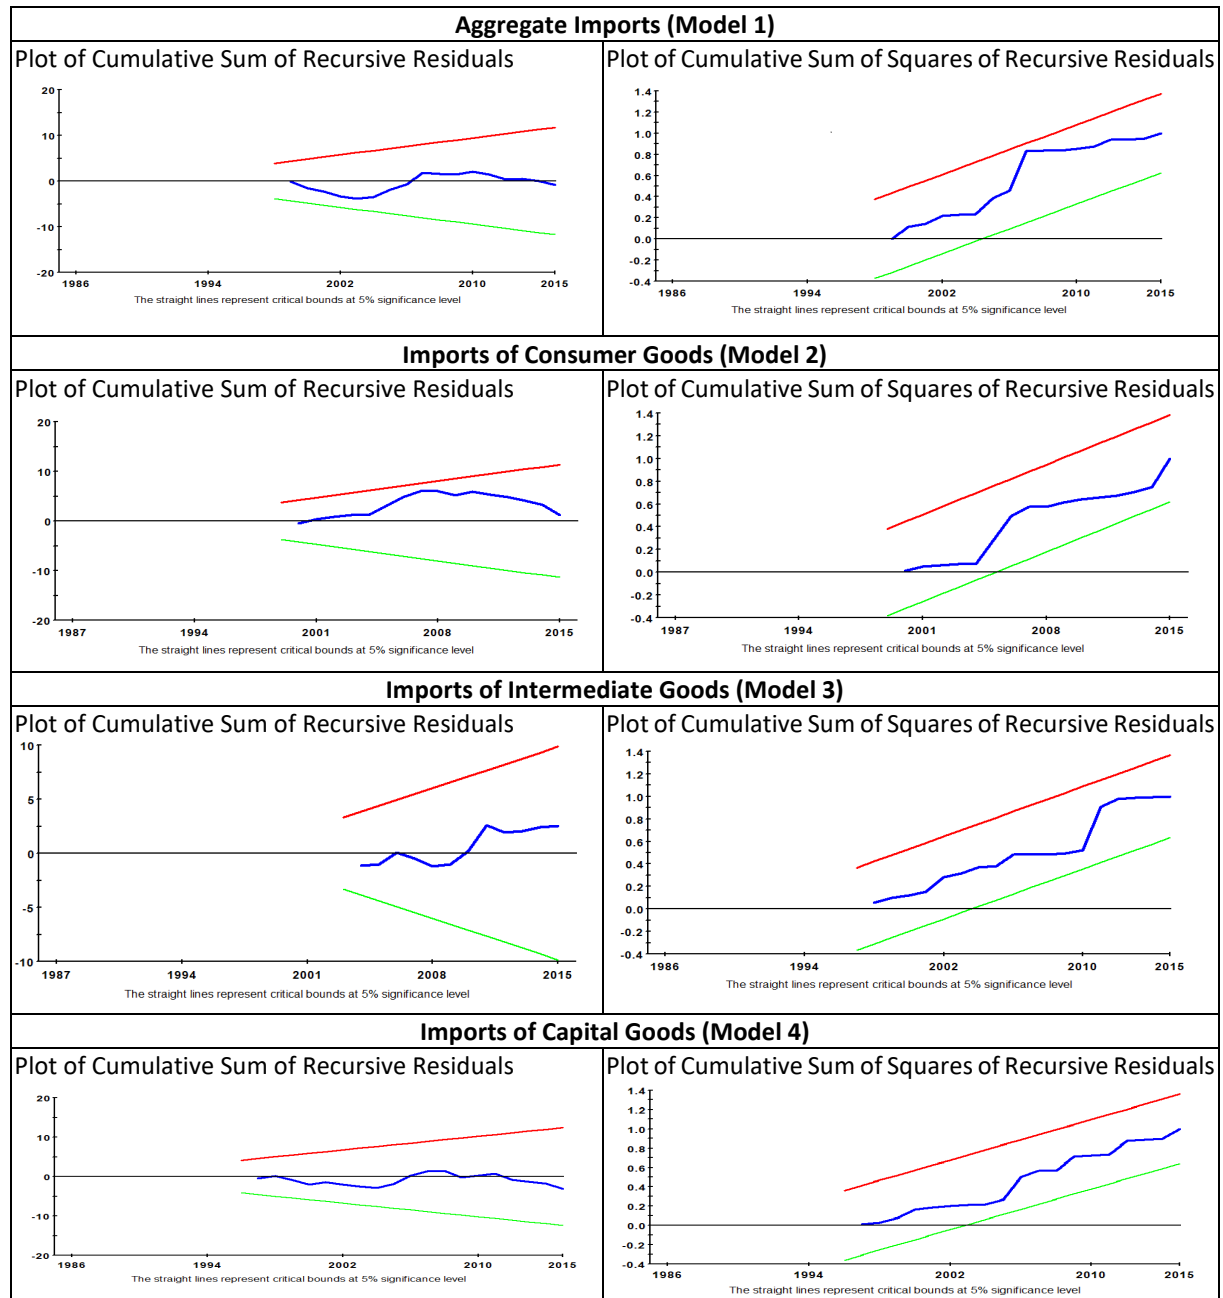 Aggregate Imports (Model 1)
Plot of Cumulative Sum of Recursive Residuals
20
10
0
-10
-20
1986 1994 2002 2010 2015
The straight lines represent critical bounds at 5% significance level
Plot of Cumulative Sum of Squares of Recursive Residuals
1.4
1.2
1.0
0.8
0.6
0.4
0.2
0.0
-0.2
-0.4
1986 1994 2002 2010 2015
The straight lines represent critical bounds at 5% significance level
Imports of Consumer Goods (Model 2)
Plot of Cumulative Sum of Recursive Residuals
20
10
0
-10
-20
1987 1994 2001 2008 2015
The straight lines represent critical bounds at 5% significance level
Plot of Cumulative Sum of Squares of Recursive Residuals
1.4
1.2
1.0
0.8
0.6
0.4
0.2
0.0
-0.2
-0.4
1987 1994 2001 2008 2015
The straight lines represent critical bounds at 5% significance level
Imports of Intermediate Goods (Model 3)
Plot of Cumulative Sum of Recursive Residuals
10
5
0
-5
-10
1987 1994 2001 2008 2015
The straight lines represent critical bounds at 5% significance level
Plot of Cumulative Sum of Squares of Recursive Residuals
1.4
1.2
1.0
0.8
0.6
0.4
0.2
0.0
-0.2
-0.4
1986 1994 2002 2010 2015
The straight lines represent critical bounds at 5% significance level
Imports of Capital Goods (Model 4)
Plot of Cumulative Sum of Recursive Residuals
20
10
0
-10
-20
1986 1994 2002 2010 2015
The straight lines represent critical bounds at 5% significance level
Plot of Cumulative Sum of Squares of Recursive Residuals
1.4
1.2
1.0
0.8
0.6
0.4
0.2
0.0
-0.2
-0.4
1986 1994 2002 2010 2015
The straight lines represent critical bounds at 5% significance level